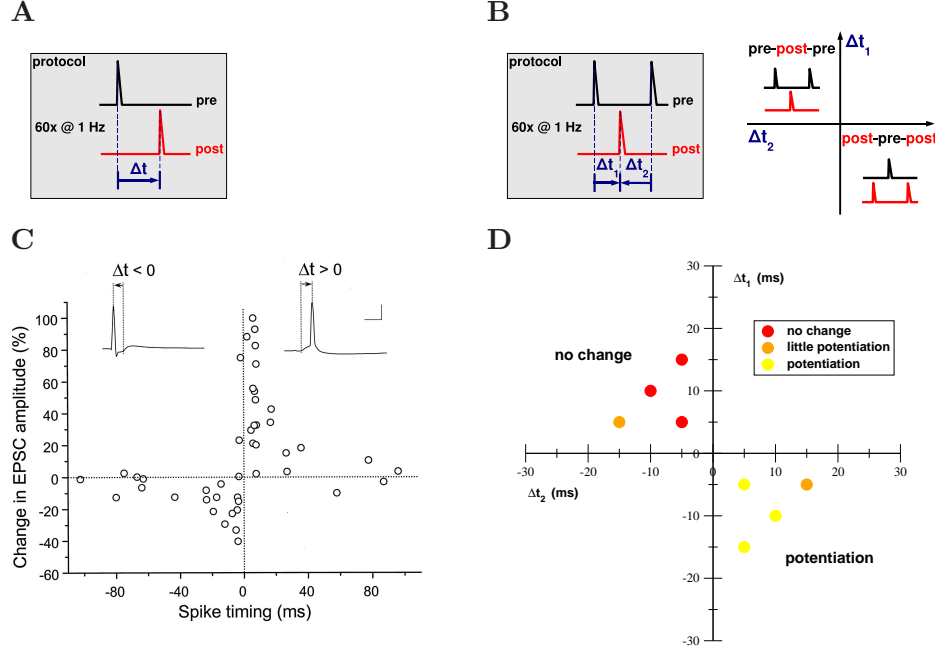 A
protocol
pre
60x @ 1 Hz
post
Δt
B
protocol
pre
60x @ 1 Hz
post
Δt1 Δt2
pre-post-pre
Δt1
Δt2
post-pre-post
C
Δt < 0
Δt > 0
Change in EPSC amplitude (%)
100
80
60
40
20
0
-20
-40
-60
-80 -40 0 40 80
Spike timing (ms)
D
30
Δt1 (ms)
20
no change
little potentiation
potentiation
no change
10
0
-30 -20 -10 0 10 20 30
Δt2 (ms)
-10
potentiation
-20
-30